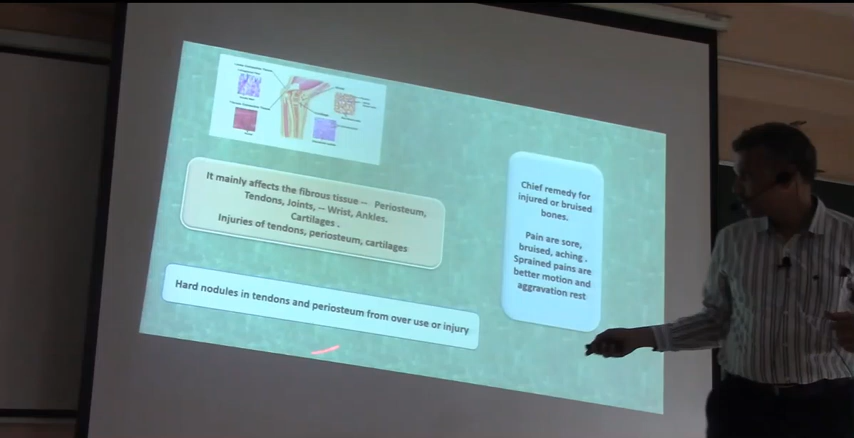 It mainly affects the fibrous tissue -- Periosteum,
Tendons, Joints, -- Wrist, Ankles.
Cartilages .
Injuries of tendons, periosteum, cartilages
Hard nodules in tendons and periosteum from over use or injury
Chief remedy for
injured or bruised
bones.
Pain are sore,
bruised, aching .
Sprained pains are
better motion and
aggravation rest